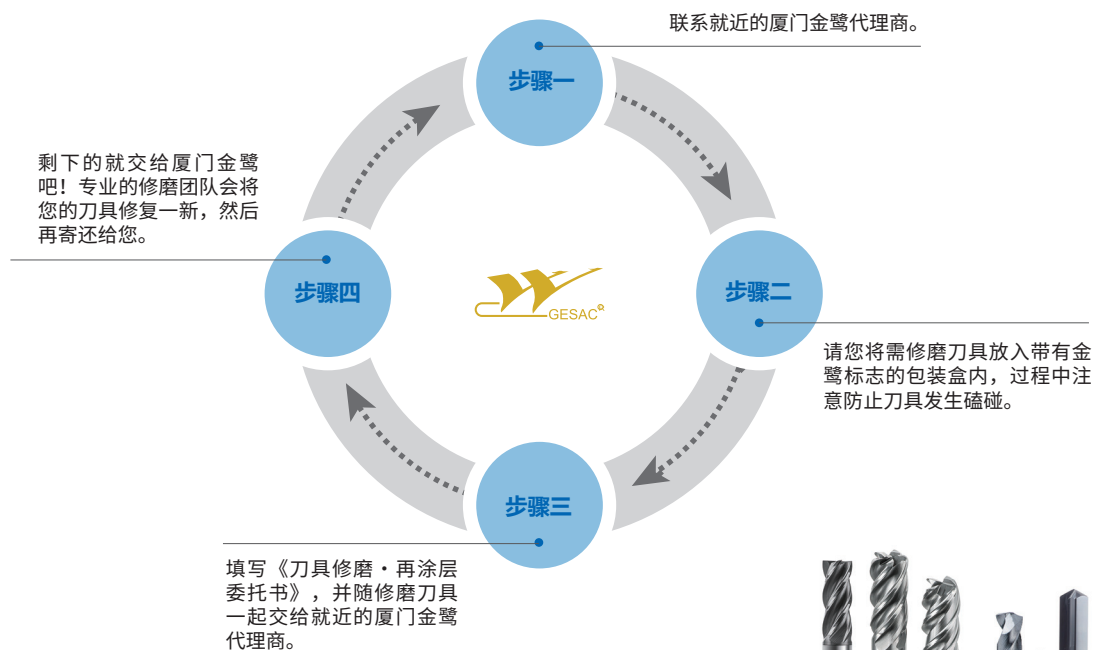 联系就近的厦门金鹭代理商。
步骤一
剩下的就交给厦门金鹭
吧！专业的修磨团队会将
您的刀具修复一新，然后
再寄还给您。
步骤四
GESAC®
步骤二
请您将需修磨刀具放入带有金
鹭标志的包装盒内，过程中注
意防止刀具发生磕碰。
步骤三
填写《刀具修磨·再涂层
委托书》，并随修磨刀具
一起交给就近的厦门金鹭
代理商。